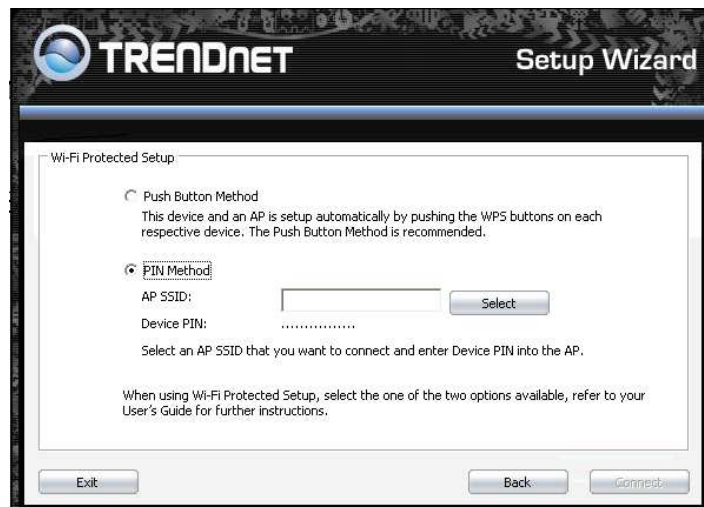 TRENDNET
Setup Wizard
Wi-Fi Protected Setup
Push Button Method
This device and an AP is setup automatically by pushing the WPS buttons on each
respective device. The Push Button Method is recommended.
PIN Method
AP SSID:
Select
Device PIN: ...............
Select an AP SSID that you want to connect and enter Device PIN into the AP.
When using Wi-Fi Protected Setup, select the one of the two options available, refer to your
User's Guide for further instructions.
Exit
Back
Connect